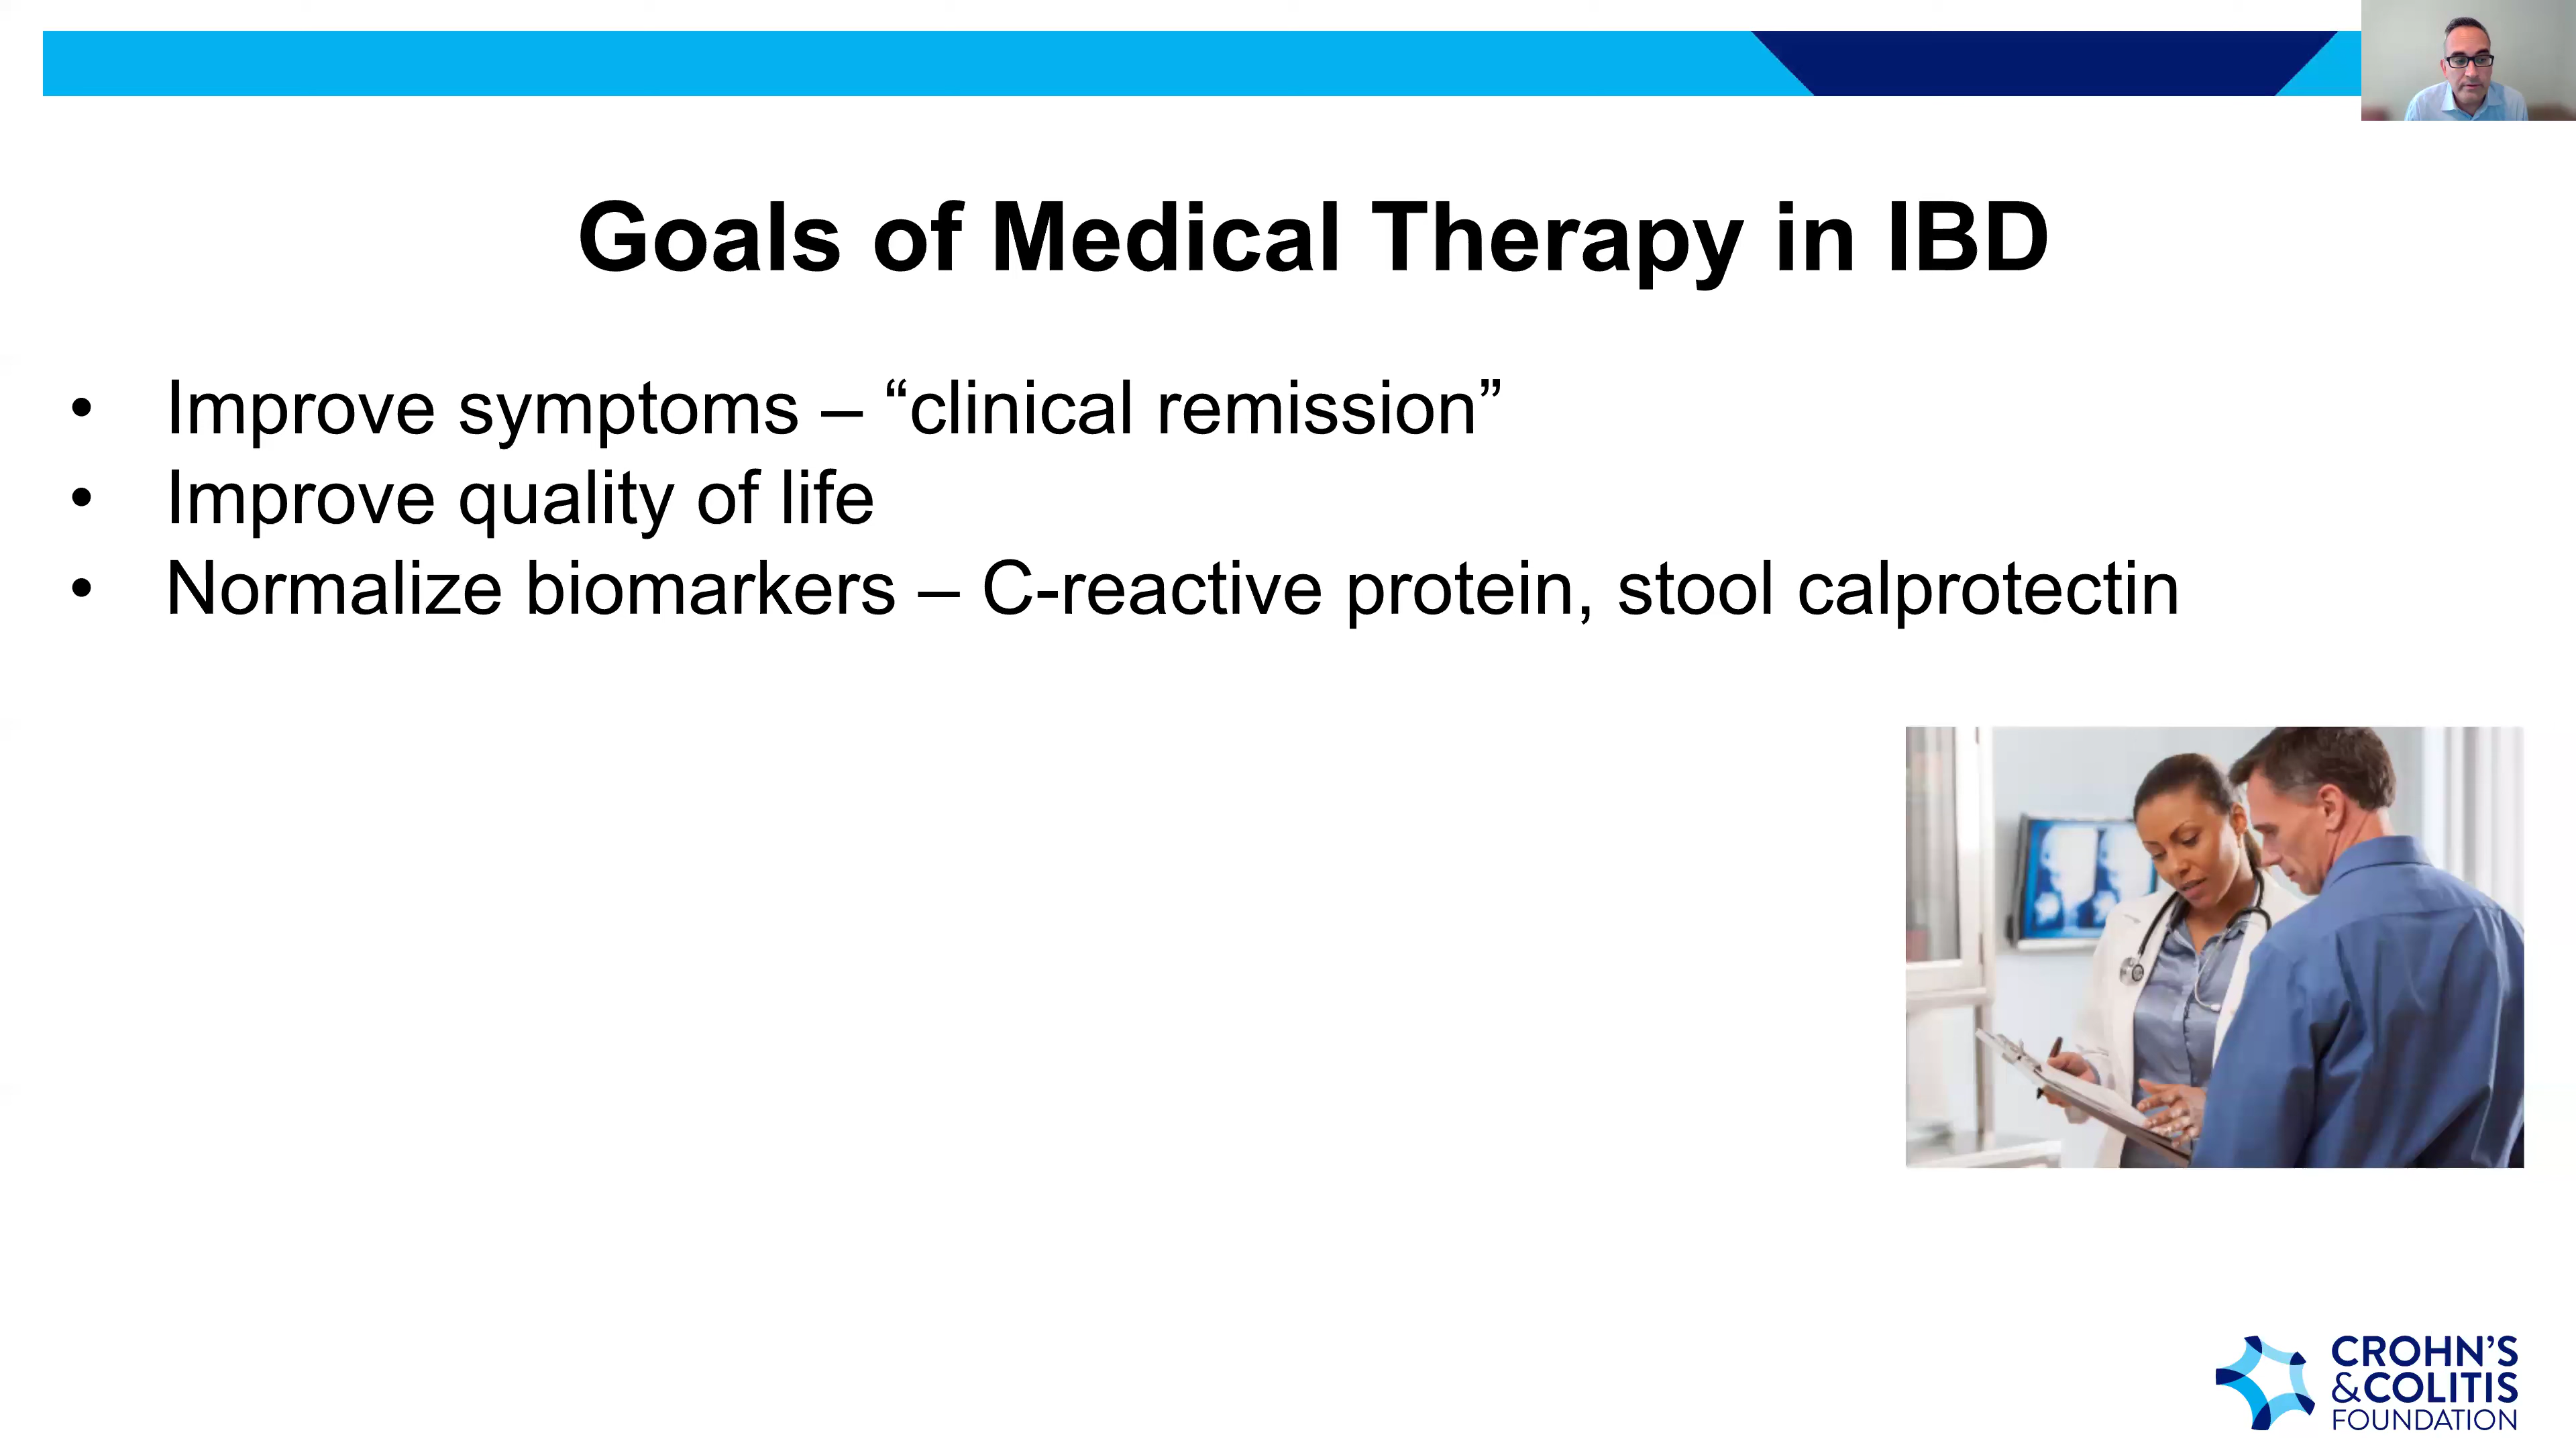 Goals of Medical Therapy in IBD
• Improve symptoms – “clinical remission”
• Improve quality of life
• Normalize biomarkers – C-reactive protein, stool calprotectin
CROHN’S
&COLITIS
FOUNDATION